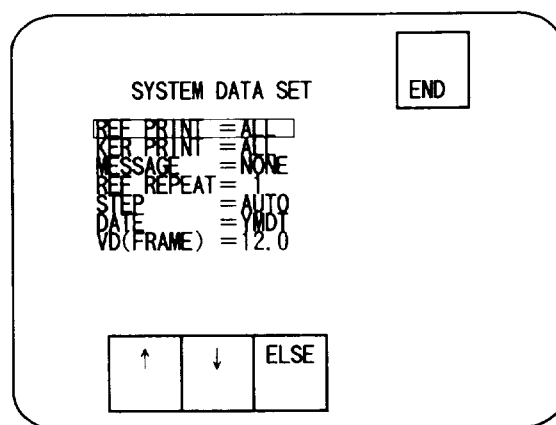 END
SYSTEM DATA SET
REF PRINT = ALL
KER PRINT = ALL
MESSAGE = NONE
REF REPEAT = 1
STEP = AUTO
DATE = YMDT
VD(FRAME) = 12.0
↑ ↓ ELSE